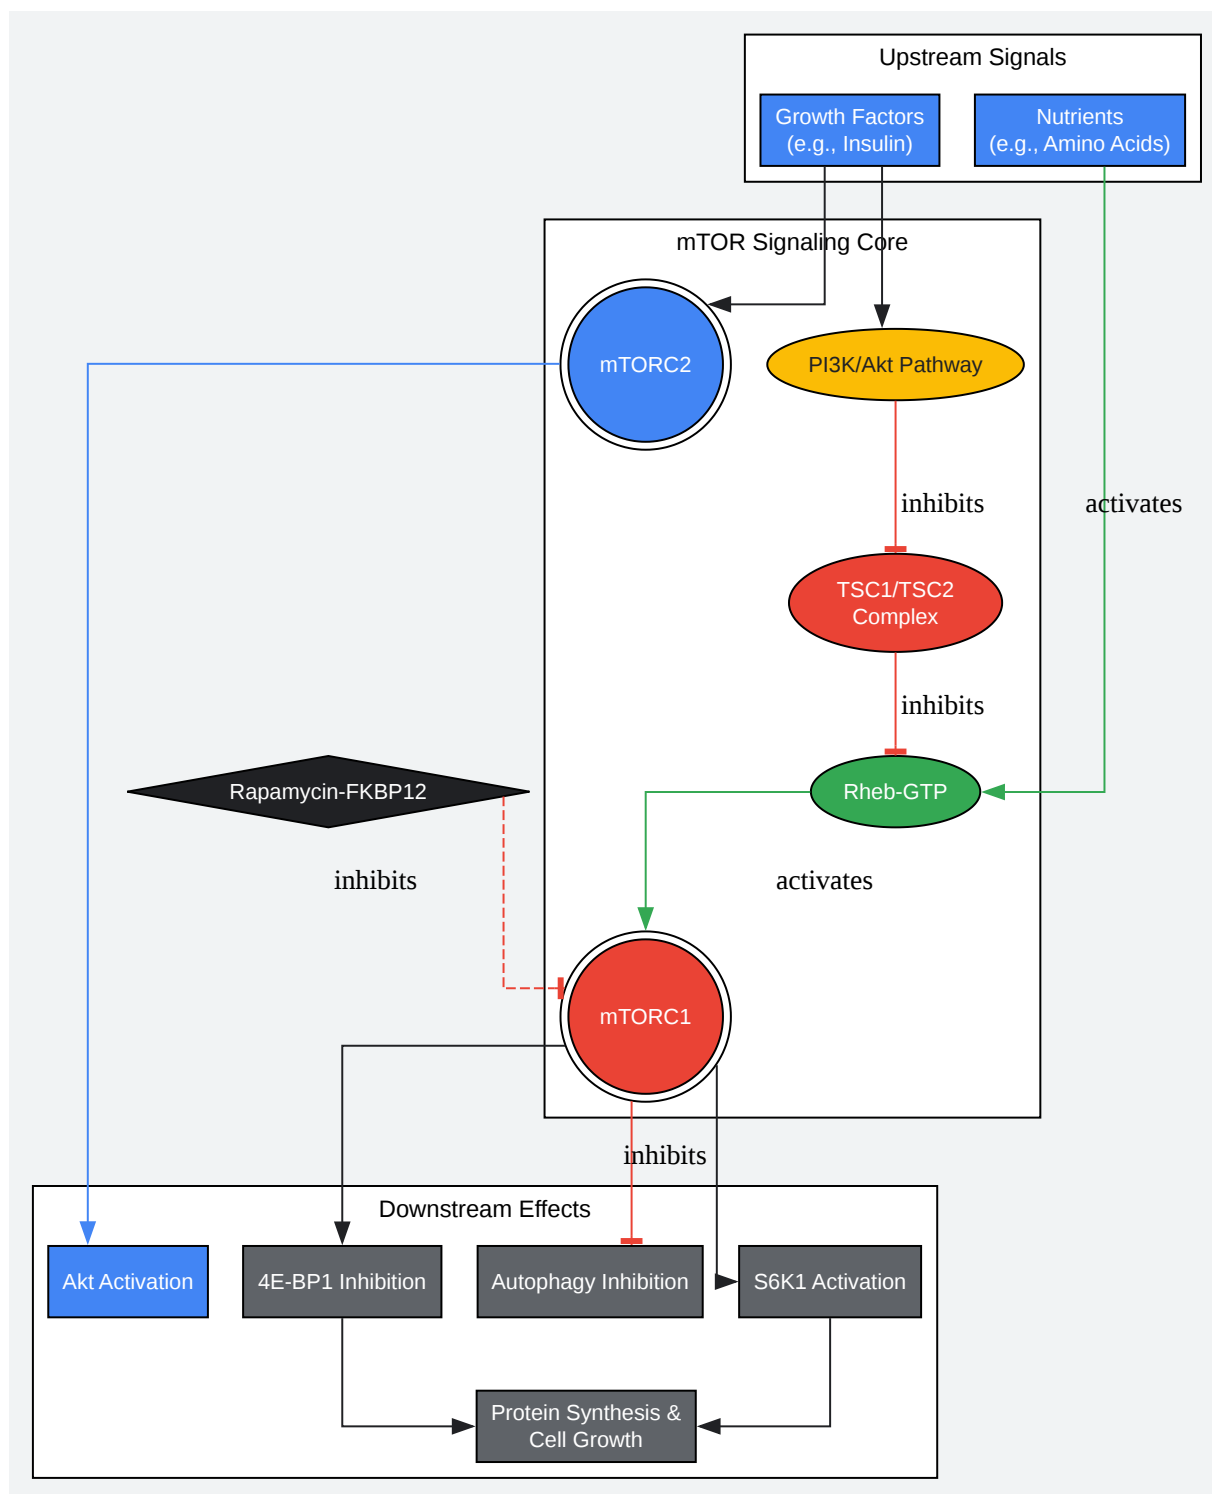 Upstream Signals
Growth Factors
(e.g., Insulin)
Nutrients
(e.g., Amino Acids)
mTOR Signaling Core
mTORC2
PI3K/Akt Pathway
inhibits
activates
TSC1/TSC2
Complex
inhibits
Rapamycin-FKBP12
Rheb-GTP
inhibits
activates
mTORC1
inhibits
Downstream Effects
Akt Activation
4E-BP1 Inhibition
Autophagy Inhibition
S6K1 Activation
Protein Synthesis &
Cell Growth